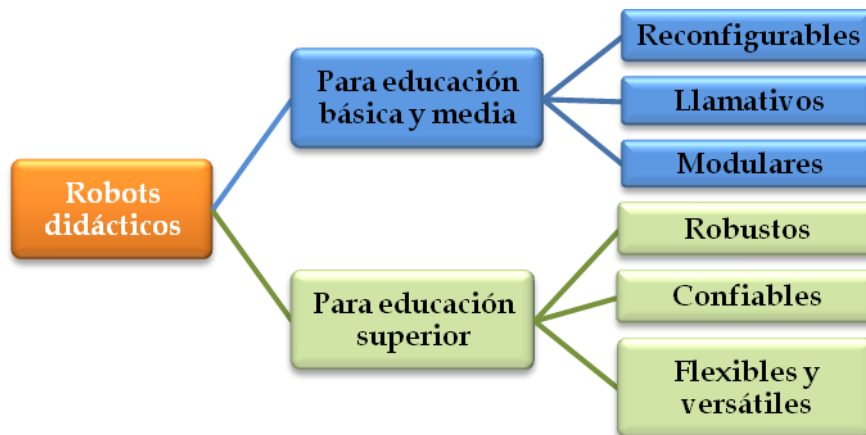 Robots
didácticos
Para educación
básica y media
Reconfigurables
Llamativos
Modulares
Para educación
superior
Robustos
Confiables
Flexibles y
versátiles